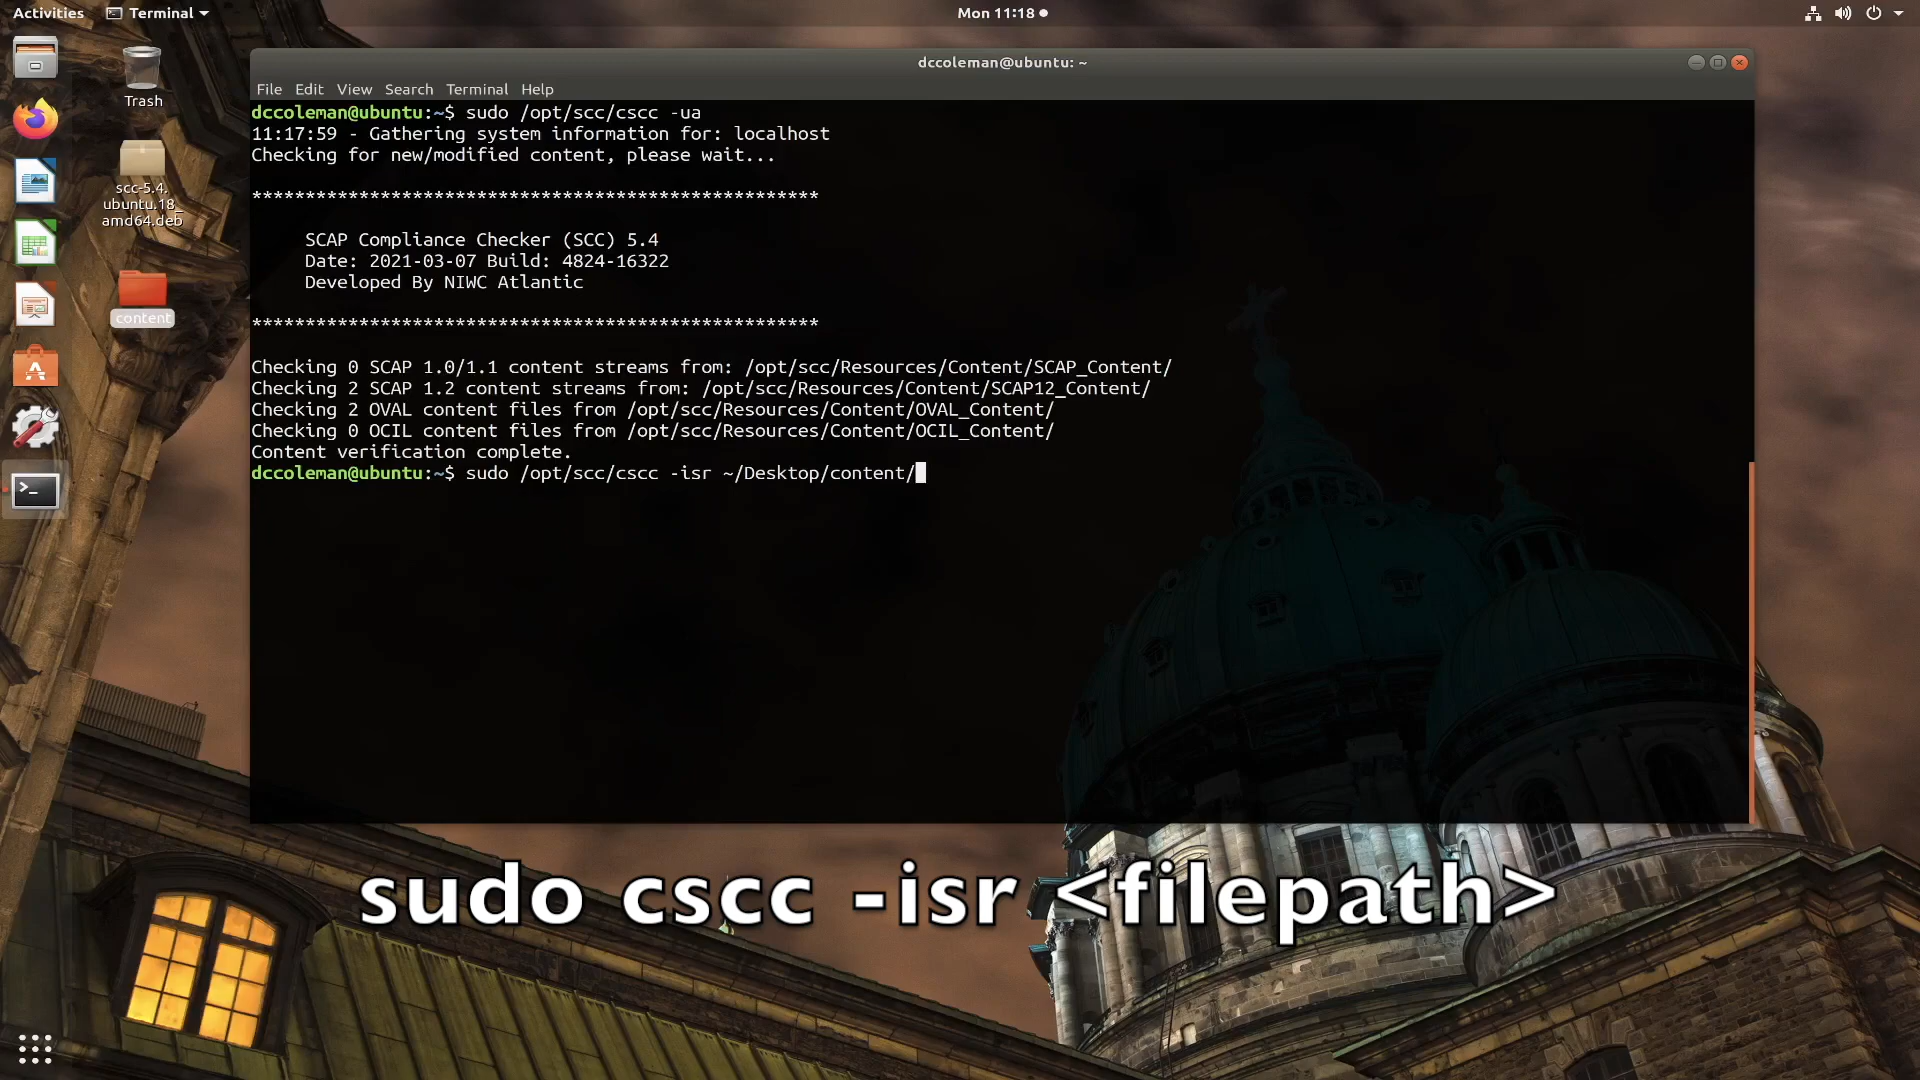 Activities Terminal Mon 11:18
dccoleman@ubuntu: ~
File Edit View Search Terminal Help
Trash
scc-5.4.
ubuntu.18_
amd64.deb
content
dccoleman@ubuntu:~$ sudo /opt/scc/cscc -ua
11:17:59 - Gathering system information for: localhost
Checking for new/modified content, please wait...
*****************************************************
SCAP Compliance Checker (SCC) 5.4
Date: 2021-03-07 Build: 4824-16322
Developed By NIWC Atlantic
*****************************************************
Checking 0 SCAP 1.0/1.1 content streams from: /opt/scc/Resources/Content/SCAP_Content/
Checking 2 SCAP 1.2 content streams from: /opt/scc/Resources/Content/SCAP12_Content/
Checking 2 OVAL content files from /opt/scc/Resources/Content/OVAL_Content/
Checking 0 OCIL content files from /opt/scc/Resources/Content/OCIL_Content/
Content verification complete.
dccoleman@ubuntu:~$ sudo /opt/scc/cscc -isr ~/Desktop/content/
sudo cscc -isr <filepath>